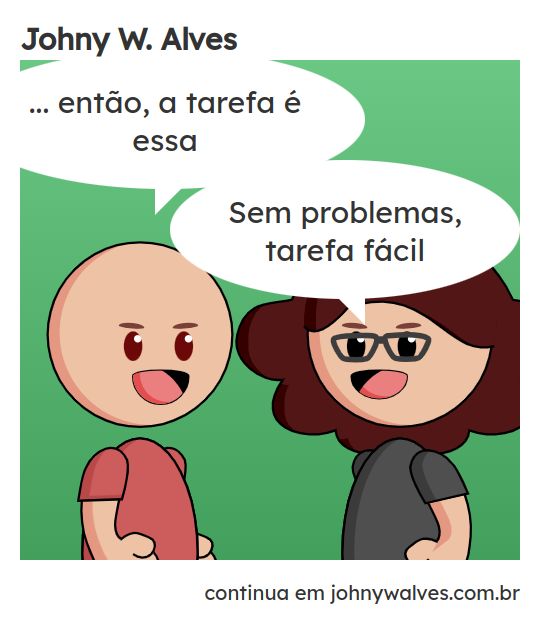 Johny W. Alves
... então, a tarefa é
essa
Sem problemas,
tarefa fácil
continua em johnywalves.com.br